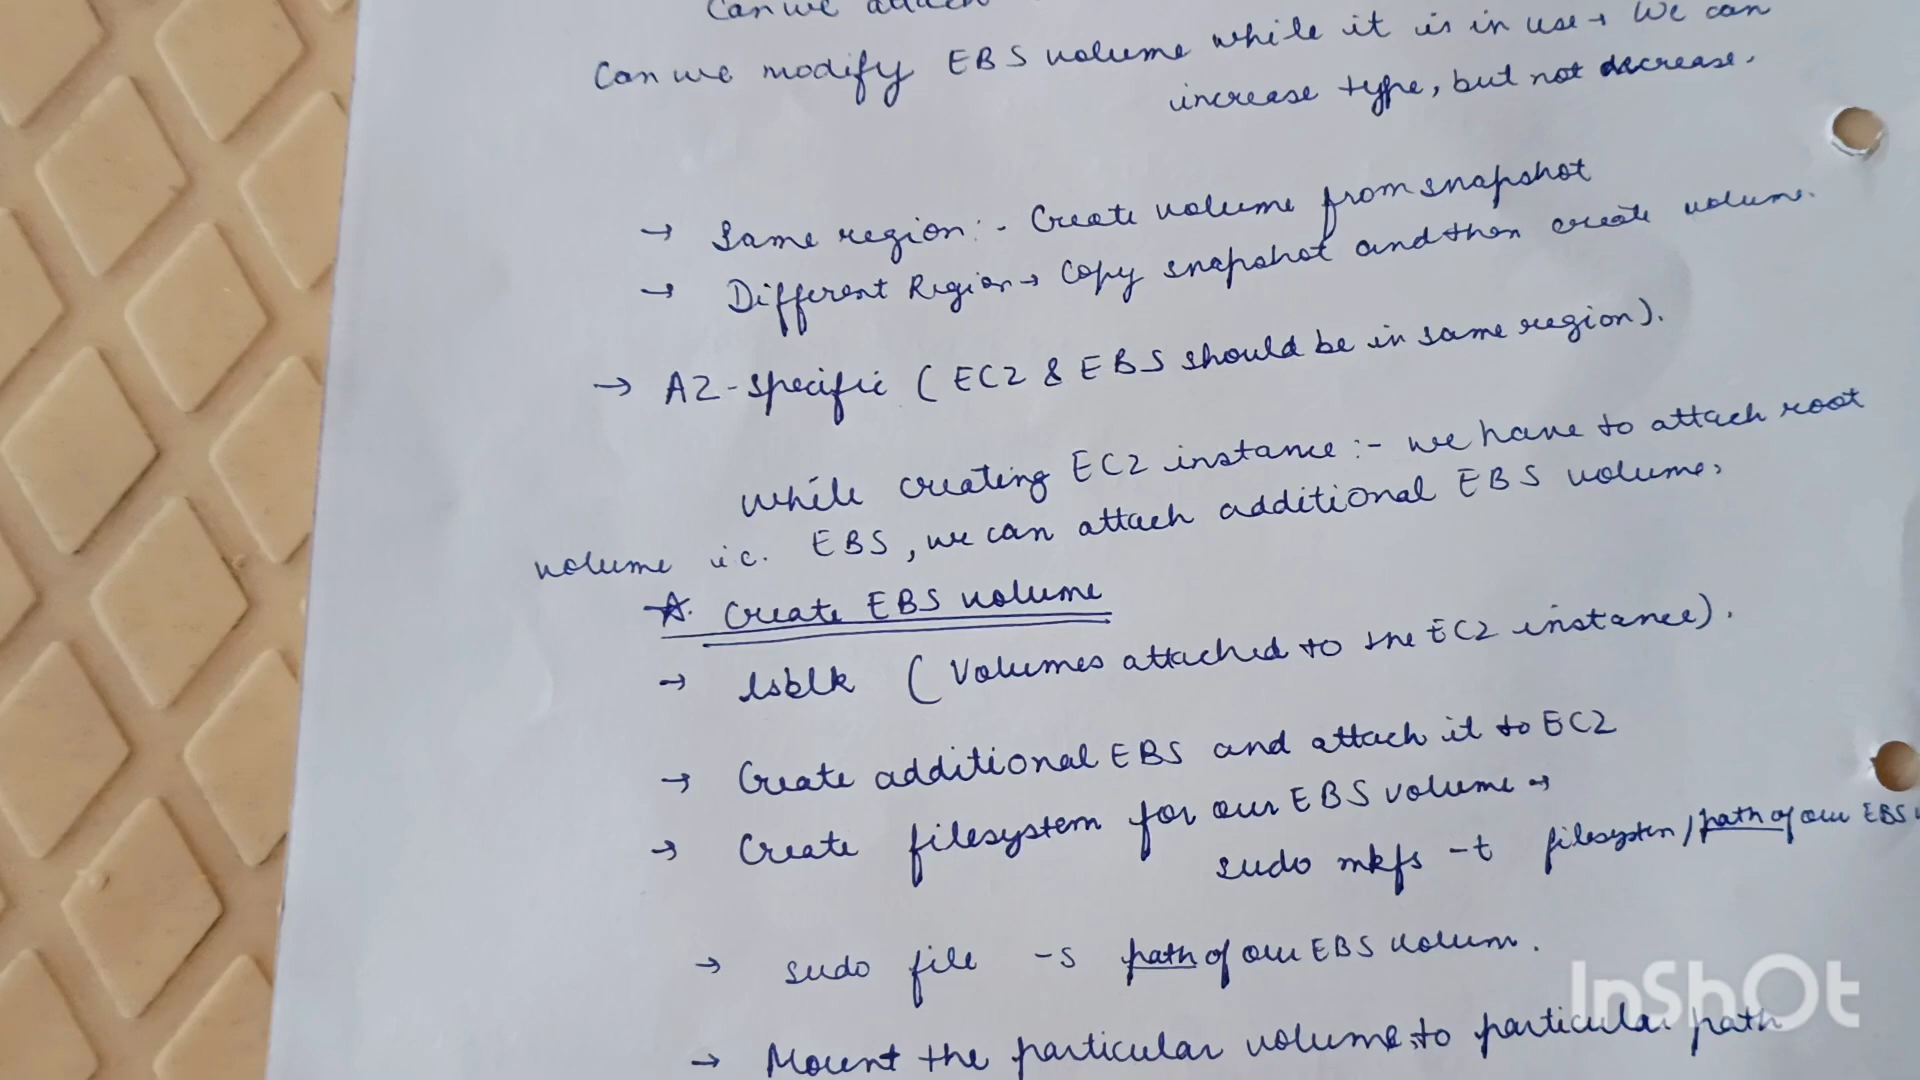 Can we attach
Can we modify EBS volume while it is in use → We can
increase type, but not decrease.
→ Same region :- Create volume from snapshot
→ Different Region → Copy snapshot and then create volume.
→ AZ-specific (EC2 & EBS should be in same region).
while creating EC2 instance :- we have to attach root
volume i.e. EBS, we can attach additional EBS volume.
☆. Create EBS volume
→ lsblk (Volumes attached to the EC2 instance).
→ Create additional EBS and attach it to EC2
→ Create filesystem for our EBS volume →
sudo mkfs -t filesystem /path of our EBS
→ sudo file -s path of our EBS volum.
→ Mount the particular volume to particular path
InShOt